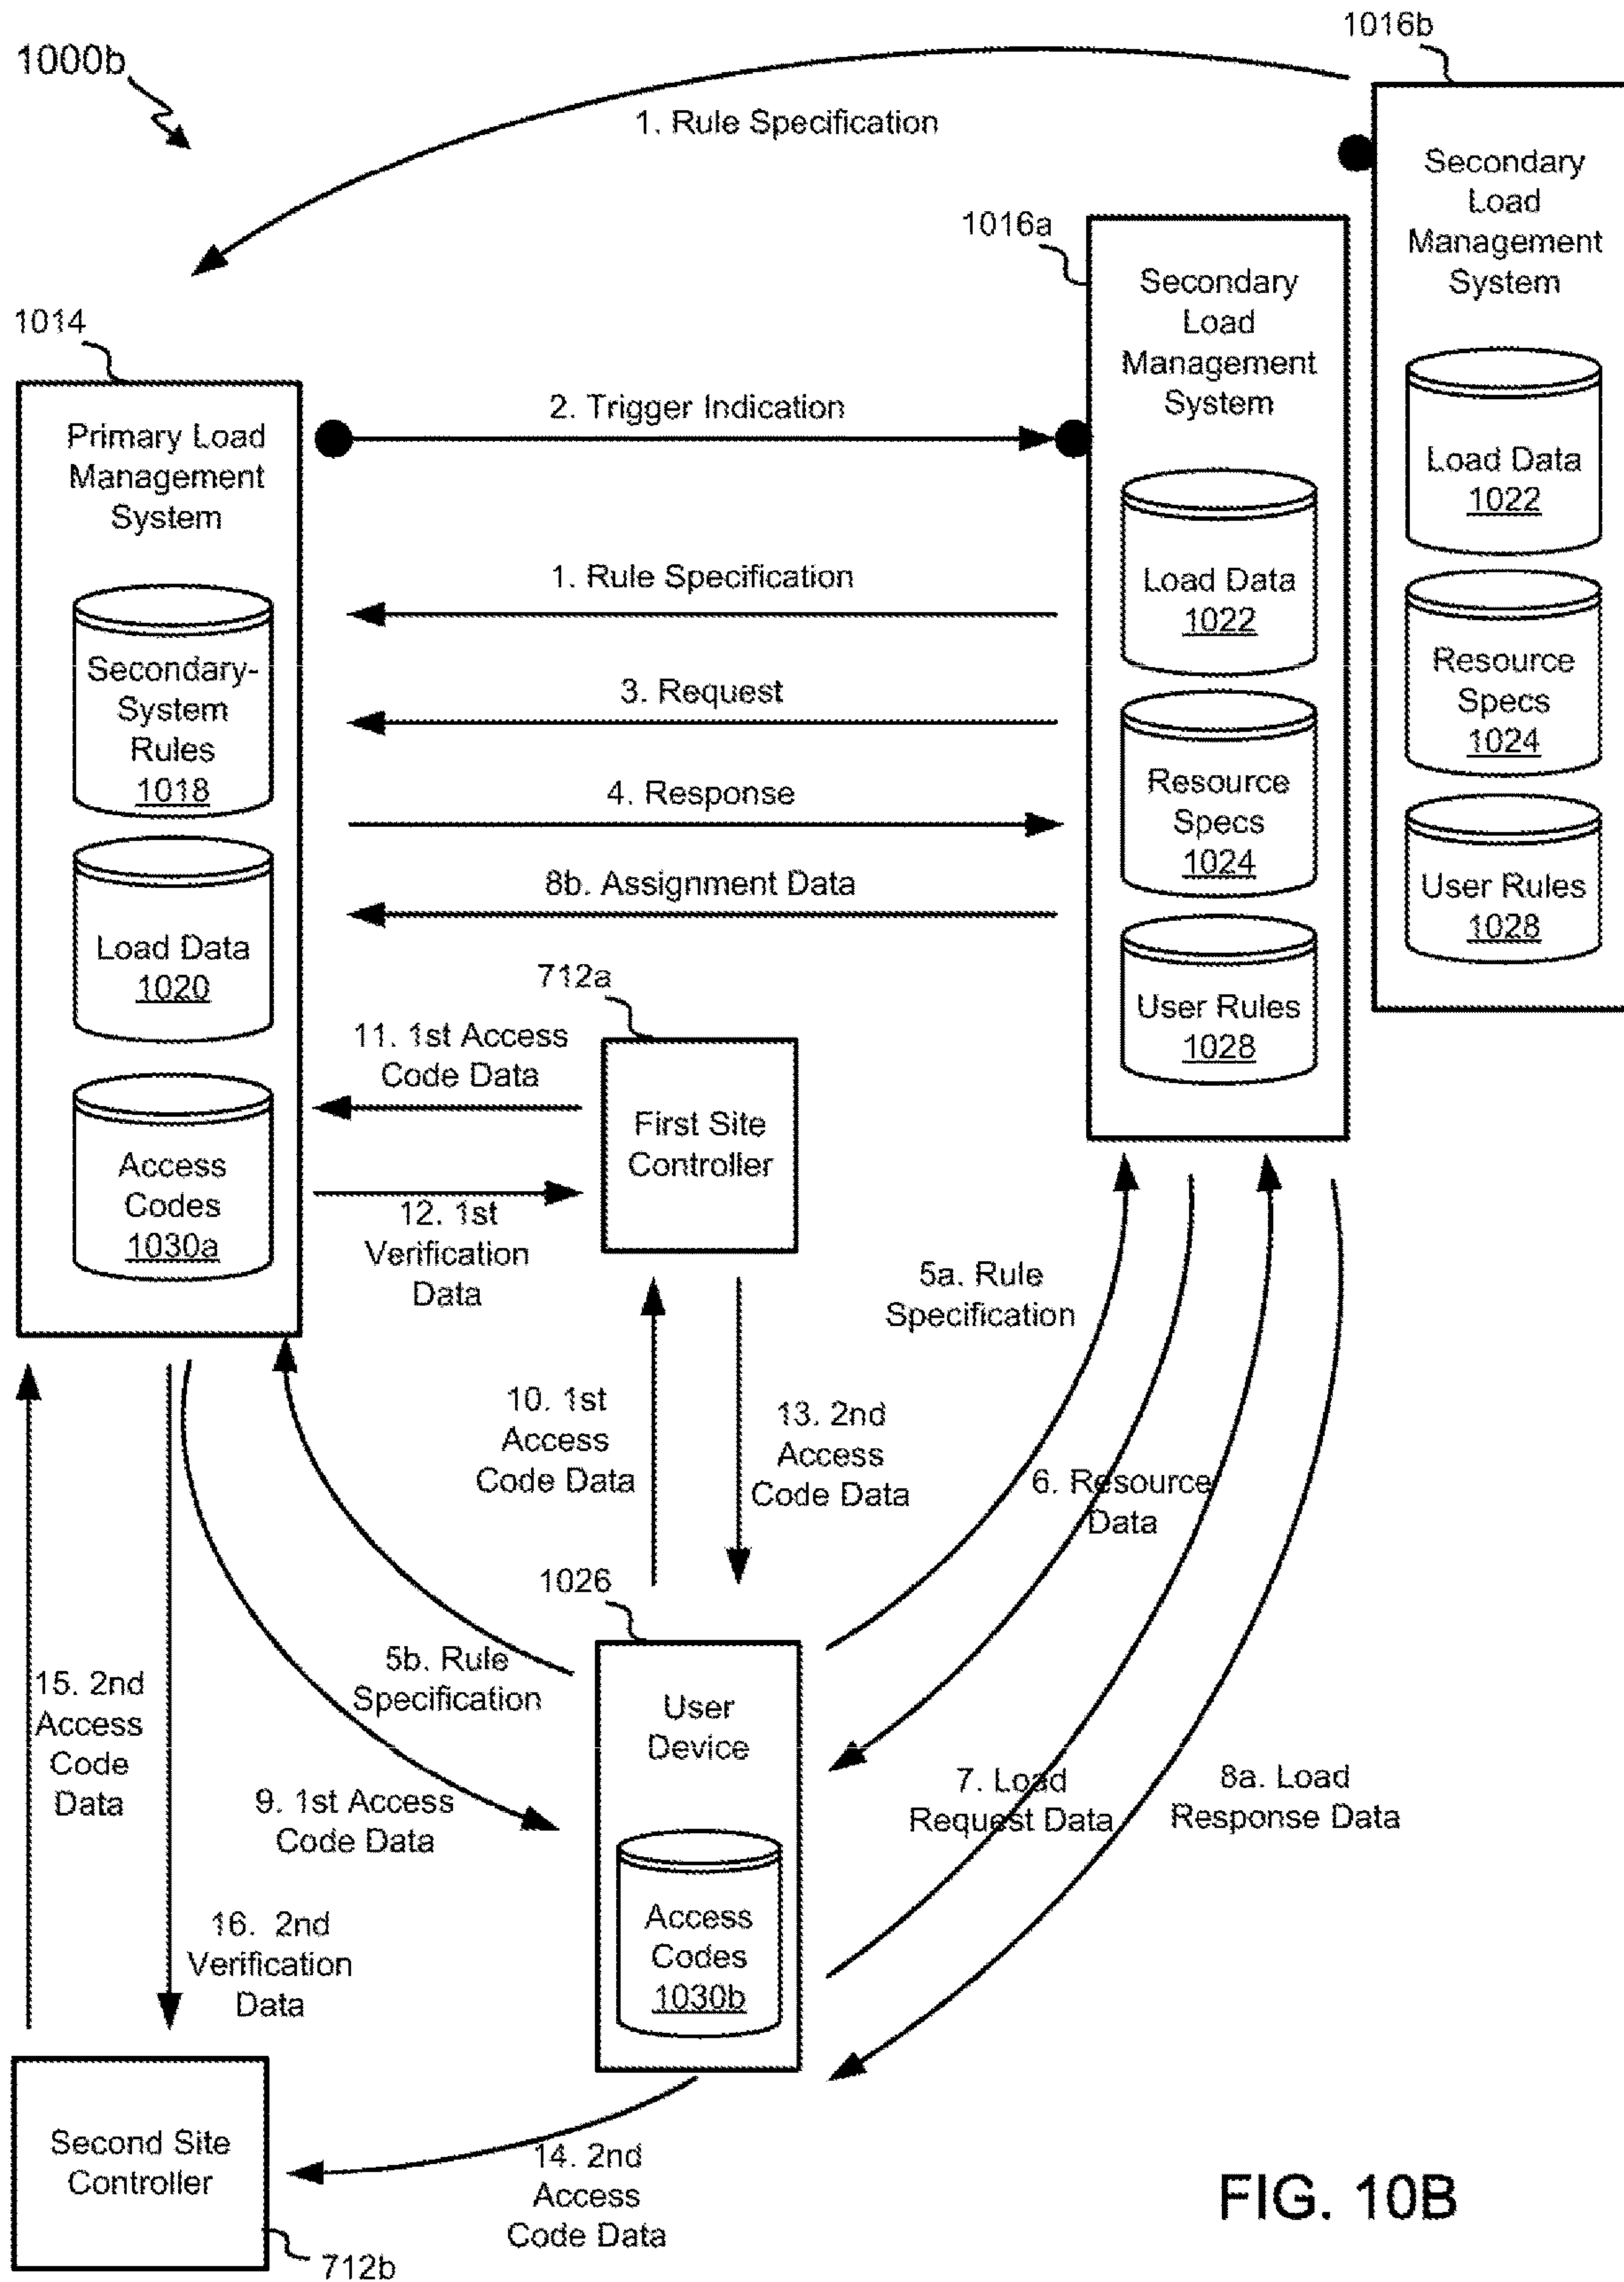 1000b
1016b
1. Rule Specification
Secondary
Load
Management
System
Load Data
1022
Resource
Specs
1024
User Rules
1028
1016a
Secondary
Load
Management
System
Load Data
1022
Resource
Specs
1024
User Rules
1028
1014
Primary Load
Management
System
Secondary-
System
Rules
1018
Load Data
1020
Access
Codes
1030a
2. Trigger Indication
1. Rule Specification
3. Request
4. Response
8b. Assignment Data
712a
First Site
Controller
11. 1st Access
Code Data
12. 1st
Verification
Data
10. 1st
Access
Code Data
13. 2nd
Access
Code Data
5a. Rule
Specification
6. Resource
Data
7. Load
Request Data
8a. Load
Response Data
1026
User
Device
Access
Codes
1030b
5b. Rule
Specification
9. 1st Access
Code Data
15. 2nd
Access
Code
Data
16. 2nd
Verification
Data
Second Site
Controller
712b
14. 2nd
Access
Code Data
FIG. 10B